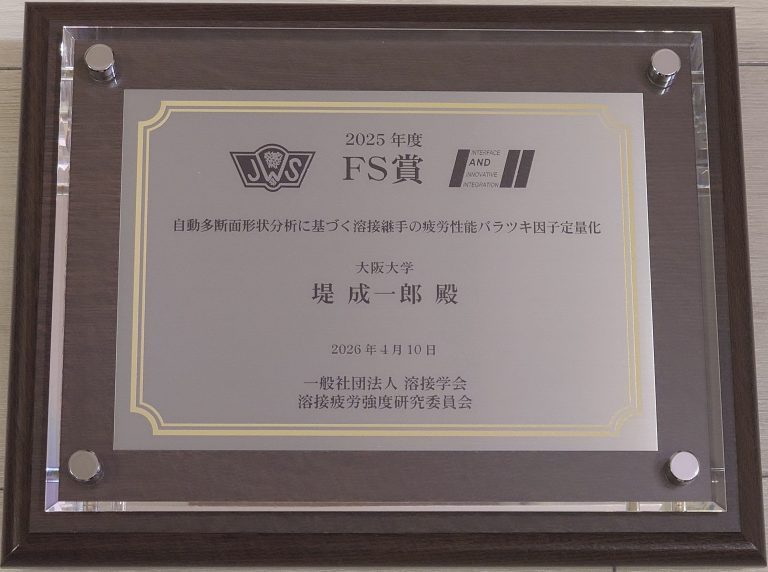 2025 年度
JWS
FS賞
INTERFACE
AND
INNOVATIVE
INTEGRATION
自動多断面形状分析に基づく溶接継手の疲労性能バラツキ因子定量化
大阪大学
堤 成一郎 殿
2026 年 4 月 10 日
一般社団法人 溶接学会
溶接疲労強度研究委員会